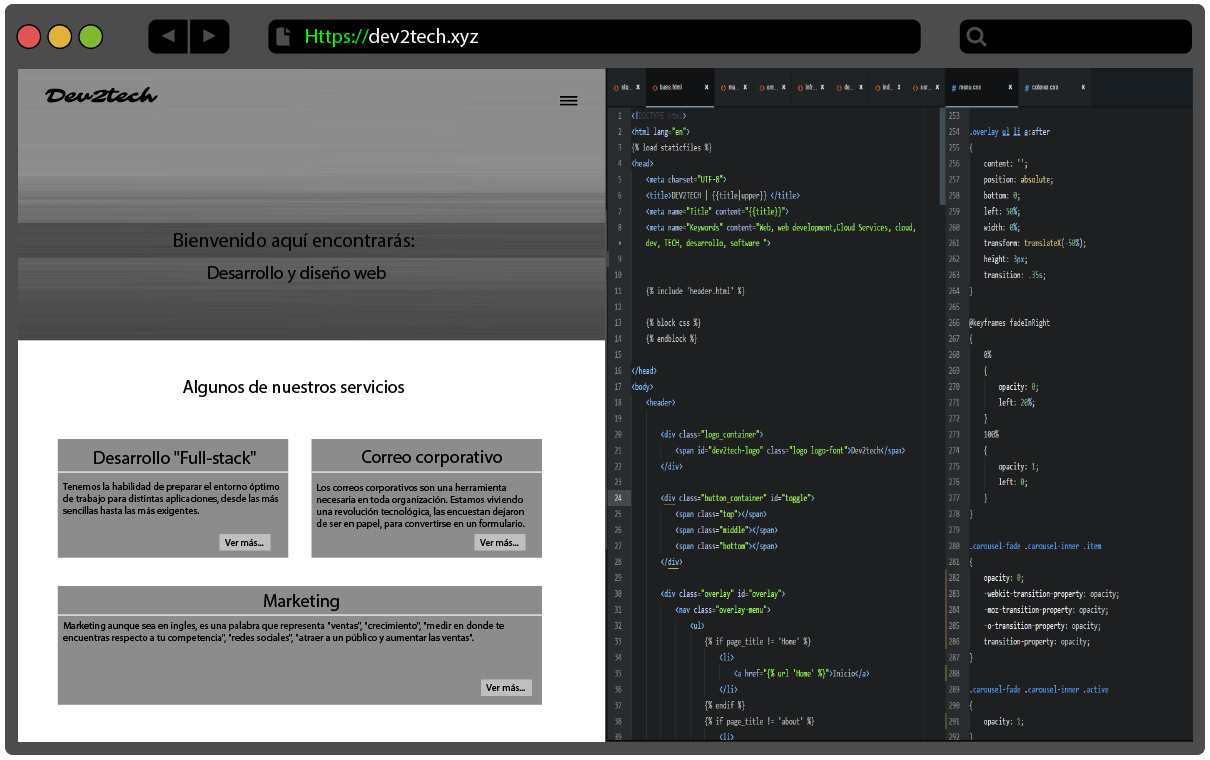 Https://dev2tech.xyz
Dev2tech
Bienvenido aquí encontrarás:
Desarrollo y diseño web
Algunos de nuestros servicios
Desarrollo "Full-stack"
Tenemos la habilidad de preparar el entorno óptimo
de trabajo para distintas aplicaciones, desde las más
sencillas hasta las más exigentes.
Ver más...
Correo corporativo
Los correos corporativos son una herramienta
necesaria en toda organización. Estamos viviendo
una revolución tecnológica, las encuestan dejaron
de ser en papel, para convertirse en un formulario.
Ver más...
Marketing
Marketing aunque sea en ingles, es una palabra que representa "ventas", "crecimiento", "medir en donde te
encuentras respecto a tu competencia", "redes sociales", "atraer a un público y aumentar las ventas".
Ver más...
base.html x ma... x em... x infr... x de... x ind... x ner... x
1 <!DOCTYPE html>
2 <html lang="en">
3 {% load staticfiles %}
4 <head>
5 <meta charset="UTF-8">
6 <title>DEV2TECH | {{title|upper}} </title>
7 <meta name="Title" content="{{title}}">
8 <meta name="Keywords" content="Web, web development,Cloud Services, cloud,
dev, TECH, desarrollo, software ">
9
10
11 {% include 'header.html' %}
12
13 {% block css %}
14 {% endblock %}
15
16 </head>
17 <body>
18 <header>
19
20 <div class="logo_container">
21 <span id="dev2tech-logo" class="logo logo-font">Dev2tech</span>
22 </div>
23
24 <div class="button_container" id="toggle">
25 <span class="top"></span>
26 <span class="middle"></span>
27 <span class="bottom"></span>
28 </div>
29
30 <div class="overlay" id="overlay">
31 <nav class="overlay-menu">
32 <ul>
33 {% if page_title != 'Home' %}
34 <li>
35 <a href="{% url 'Home' %}">Inicio</a>
36 </li>
37 {% endif %}
38 {% if page_title != 'about' %}
39 <li>
# menu.css x # colores.css x
253
254 .overlay ul li a:after
255 {
256 content: '';
257 position: absolute;
258 bottom: 0;
259 left: 50%;
260 width: 0%;
261 transform: translateX(-50%);
262 height: 3px;
263 transition: .35s;
264 }
265
266 @keyframes fadeInRight
267 {
268 0%
269 {
270 opacity: 0;
271 left: 20%;
272 }
273 100%
274 {
275 opacity: 1;
276 left: 0;
277 }
278 }
279
280 .carousel-fade .carousel-inner .item
281 {
282 opacity: 0;
283 -webkit-transition-property: opacity;
284 -moz-transition-property: opacity;
285 -o-transition-property: opacity;
286 transition-property: opacity;
287 }
288
289 .carousel-fade .carousel-inner .active
290 {
291 opacity: 1;
292 }